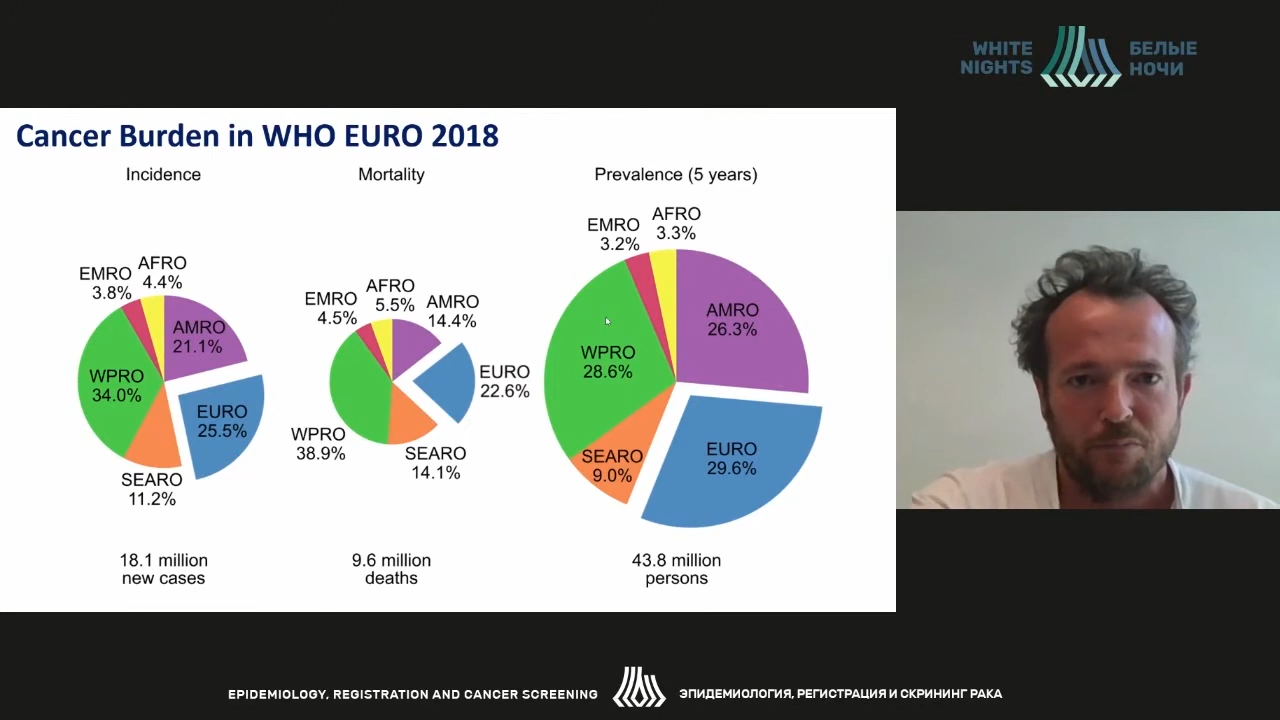 WHITE
NIGHTS
БЕЛЫЕ
НОЧИ
Cancer Burden in WHO EURO 2018
Incidence
EMRO
3.8%
AFRO
4.4%
AMRO
21.1%
WPRO
34.0%
EURO
25.5%
SEARO
11.2%
18.1 million
new cases
Mortality
EMRO
4.5%
AFRO
5.5%
AMRO
14.4%
EURO
22.6%
WPRO
38.9%
SEARO
14.1%
9.6 million
deaths
Prevalence (5 years)
EMRO
3.2%
AFRO
3.3%
AMRO
26.3%
WPRO
28.6%
SEARO
9.0%
EURO
29.6%
43.8 million
persons
EPIDEMIOLOGY, REGISTRATION AND CANCER SCREENING
ЭПИДЕМИОЛОГИЯ, РЕГИСТРАЦИЯ И СКРИНИНГ РАКА